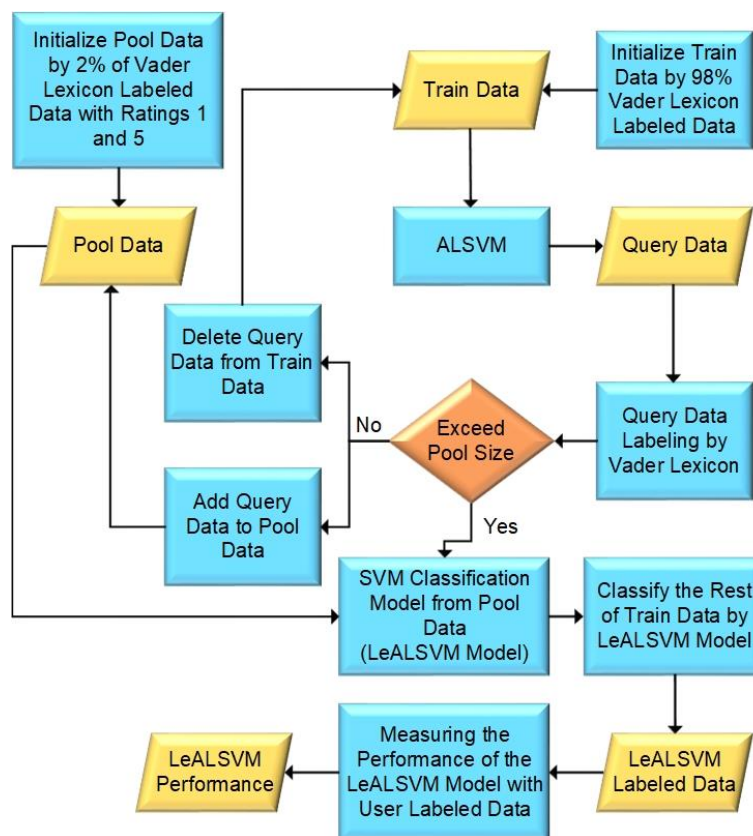 Initialize Pool Data
by 2% of Vader
Lexicon Labeled
Data with Ratings 1
and 5
Train Data
Initialize Train
Data by 98%
Vader Lexicon
Labeled Data
Pool Data
ALSVM
Query Data
Delete Query
Data from Train
Data
Query Data
Labeling by
Vader Lexicon
Exceed
Pool Size
No
Yes
Add Query
Data to Pool
Data
SVM Classification
Model from Pool
Data
(LeALSVM Model)
Classify the Rest
of Train Data by
LeALSVM Model
LeALSVM
Labeled Data
Measuring the
Performance of the
LeALSVM Model with
User Labeled Data
LeALSVM
Performance